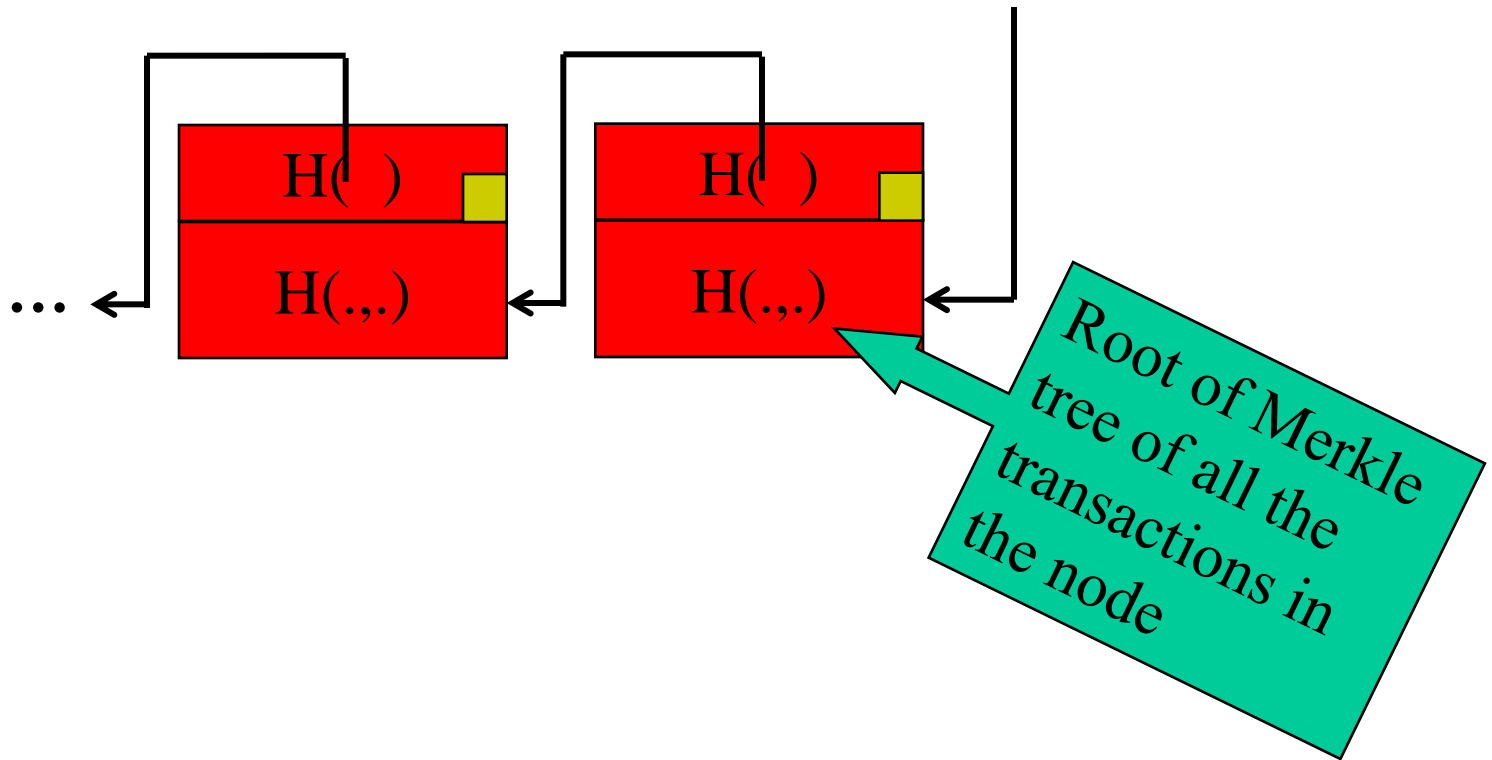 H( ) H( )
... H(.,.) H(.,.)
Root of Merkle
tree of all the
transactions in
the node